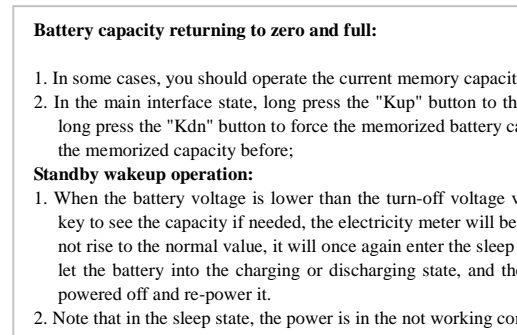 Battery capacity returning to zero and full:
1. In some cases, you should operate the current memory
2. In the main interface state, long press the "Kup" button to
long press the "Kdn" button to force the memorized battery
the memorized capacity before;
Standby wakeup operation:
1. When the battery voltage is lower than the turn-off voltage
key to see the capacity if needed, the electricity meter will be
not rise to the normal value, it will once again enter the sleep
let the battery into the charging or discharging state, and
powered off and re-power it.
2. Note that in the sleep state, the power is in the not working